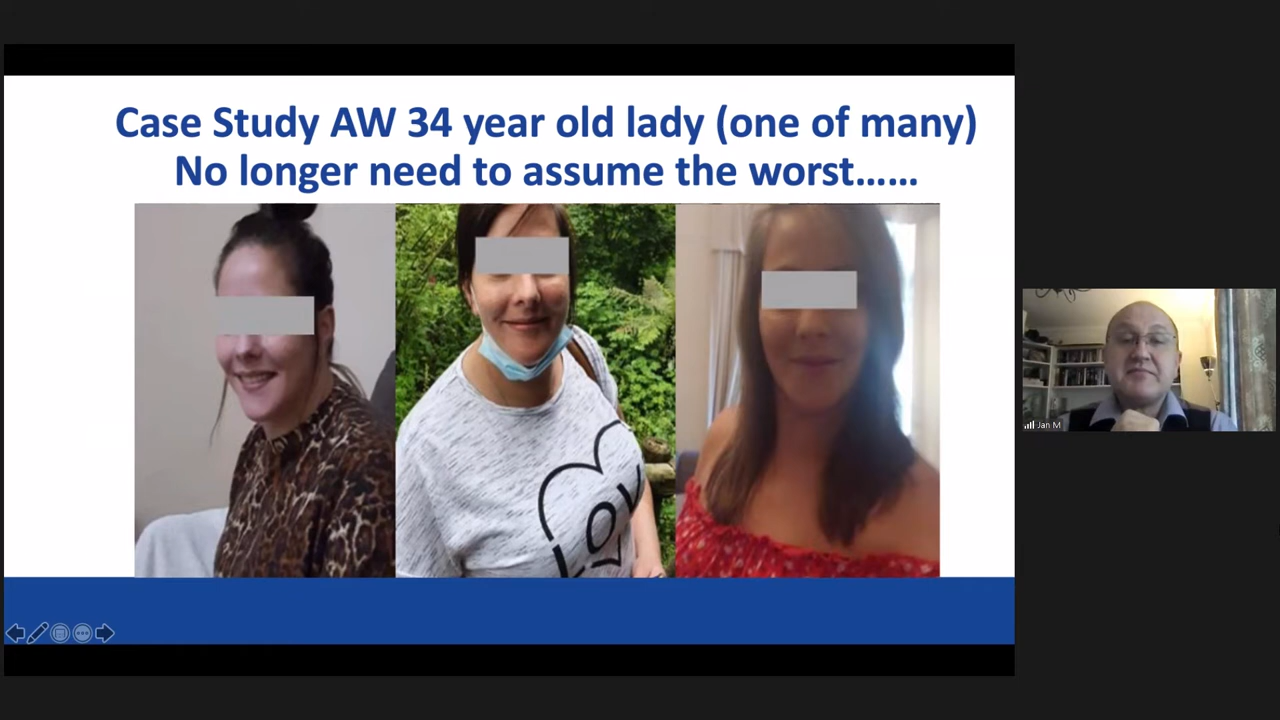 Case Study AW 34 year old lady (one of many)
No longer need to assume the worst……
LOV
Jan M